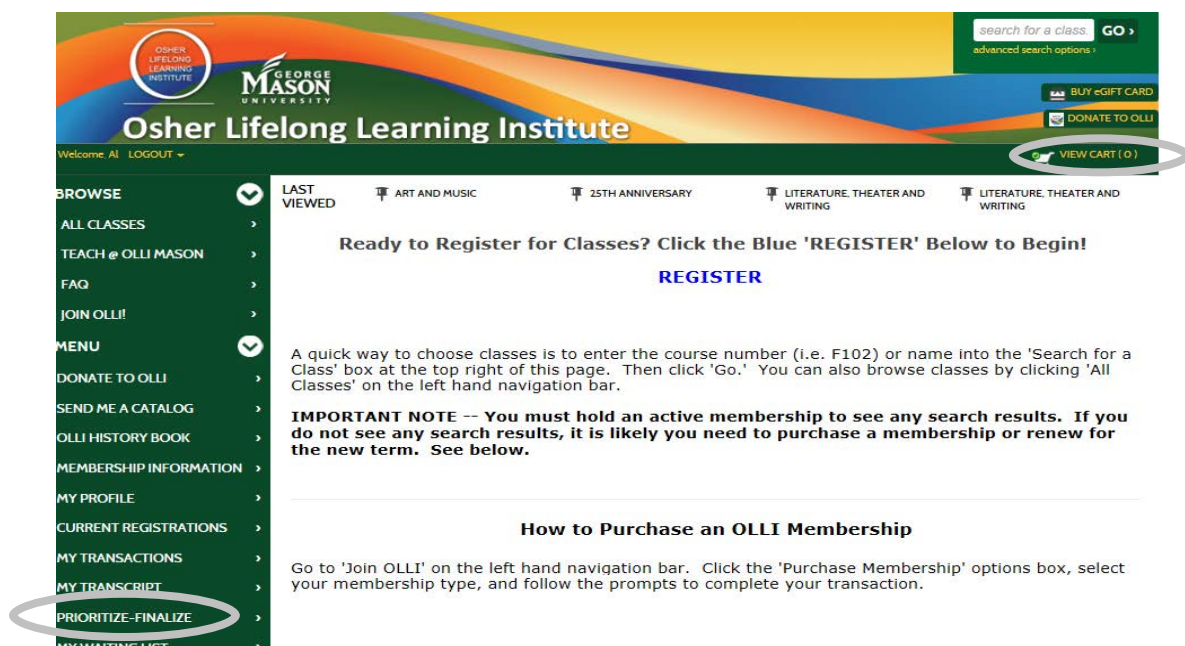 OSHER
LIFELONG
LEARNING
INSTITUTE
GEORGE
MASON
UNIVERSITY
Osher Lifelong Learning Institute
search for a class. GO ›
advanced search options ›
BUY eGIFT CARD
DONATE TO OLLI
Welcome, Al LOGOUT
VIEW CART ( 0 )
BROWSE
ALL CLASSES ›
TEACH @ OLLI MASON ›
FAQ ›
JOIN OLLI! ›
MENU
DONATE TO OLLI ›
SEND ME A CATALOG ›
OLLI HISTORY BOOK ›
MEMBERSHIP INFORMATION ›
MY PROFILE ›
CURRENT REGISTRATIONS ›
MY TRANSACTIONS ›
MY TRANSCRIPT ›
PRIORITIZE-FINALIZE ›
MY WAITING LIST ›
LAST
VIEWED
ART AND MUSIC
25TH ANNIVERSARY
LITERATURE, THEATER AND
WRITING
LITERATURE, THEATER AND
WRITING
Ready to Register for Classes? Click the Blue 'REGISTER' Below to Begin!
REGISTER
A quick way to choose classes is to enter the course number (i.e. F102) or name into the 'Search for a
Class' box at the top right of this page. Then click 'Go.' You can also browse classes by clicking 'All
Classes' on the left hand navigation bar.
IMPORTANT NOTE -- You must hold an active membership to see any search results. If you
do not see any search results, it is likely you need to purchase a membership or renew for
the new term. See below.
How to Purchase an OLLI Membership
Go to 'Join OLLI' on the left hand navigation bar. Click the 'Purchase Membership' options box, select
your membership type, and follow the prompts to complete your transaction.